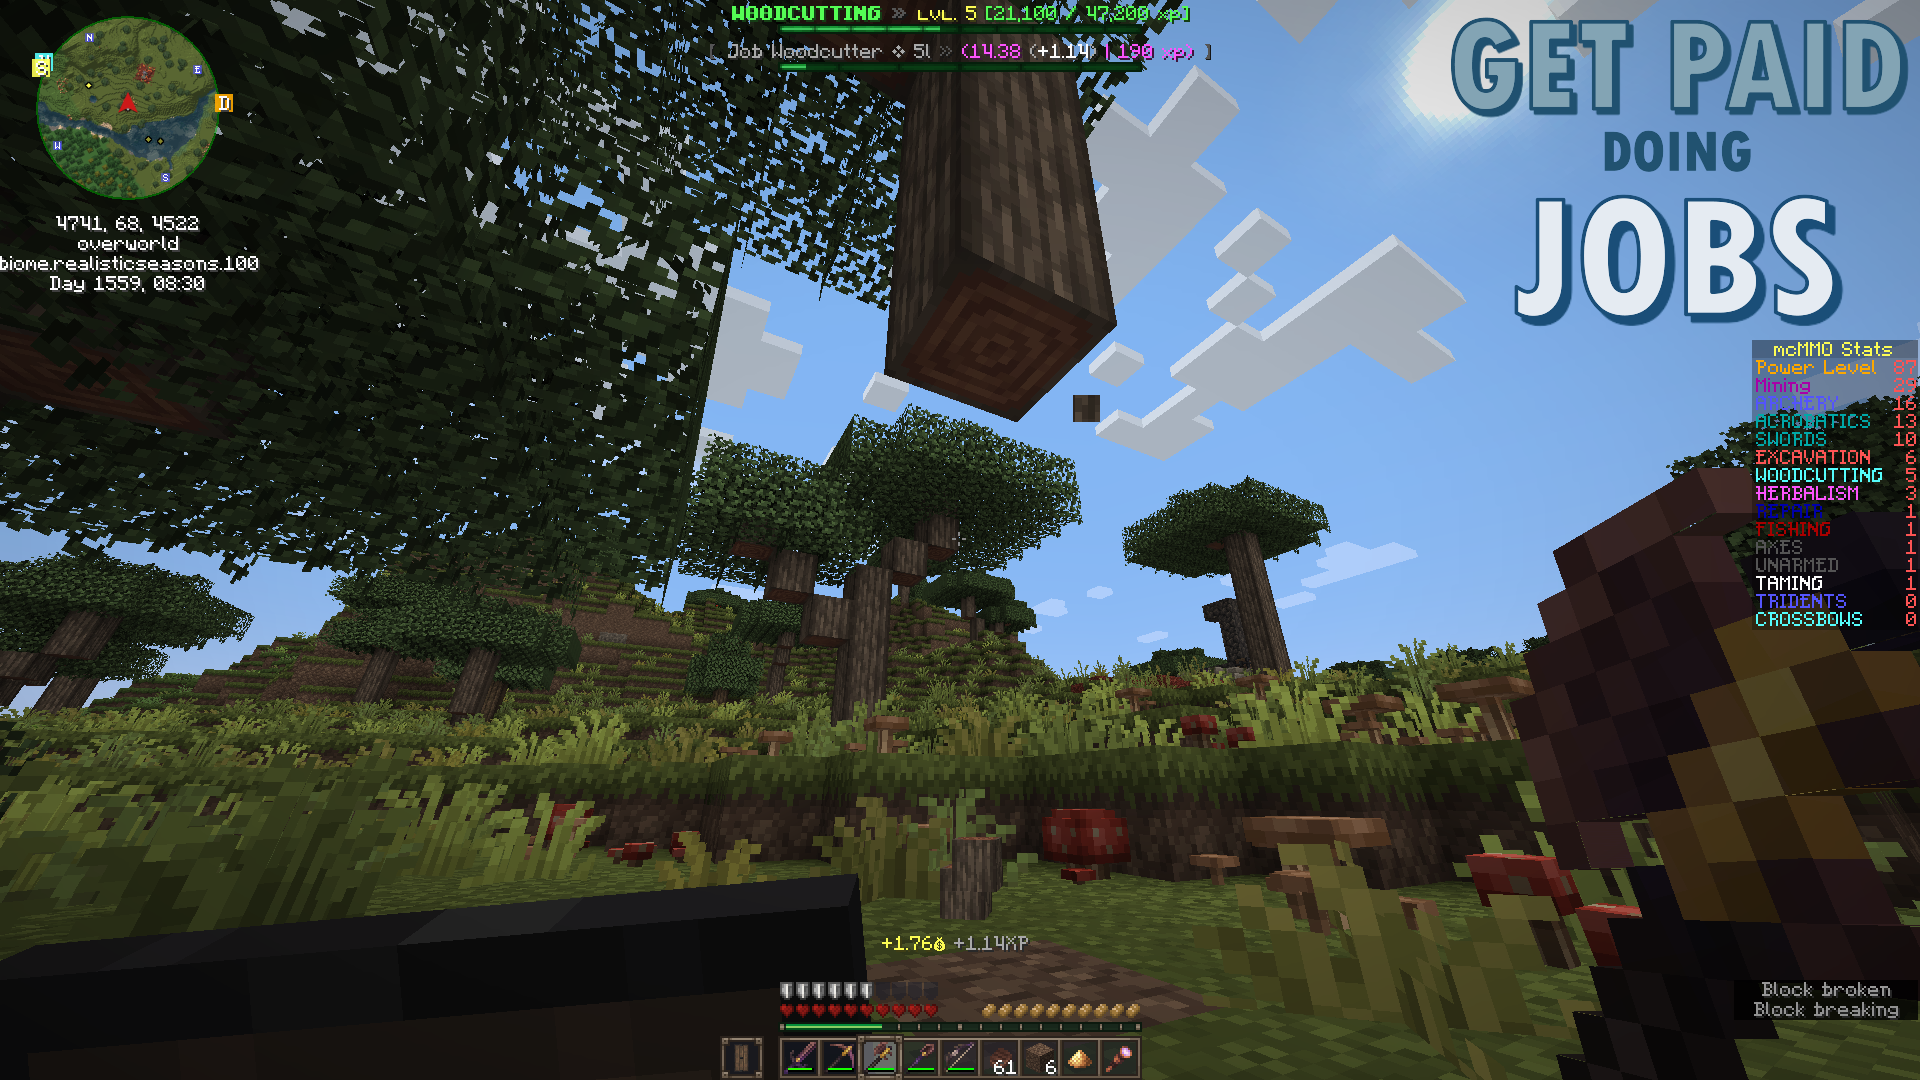 WOODCUTTING » LVL. 5 [21,100 / 47,200 xp]
[ Job Woodcutter ❖ 5l » (14.38 (+1.14) | 190 xp) ]
GET PAID
DOING
JOBS
N
E
D
W
S
8
4741, 68, 4522
overworld
biome.realisticseasons.100
Day 1559, 08:30
mcMMO Stats
Power Level 87
Mining 29
ARCHERY 16
ACROBATICS 13
SWORDS 10
EXCAVATION 6
WOODCUTTING 5
HERBALISM 3
REPAIR 1
FISHING 1
AXES 1
UNARMED 1
TAMING 1
TRIDENTS 0
CROSSBOWS 0
+1.76 +1.14XP
Block broken
Block breaking
61
6